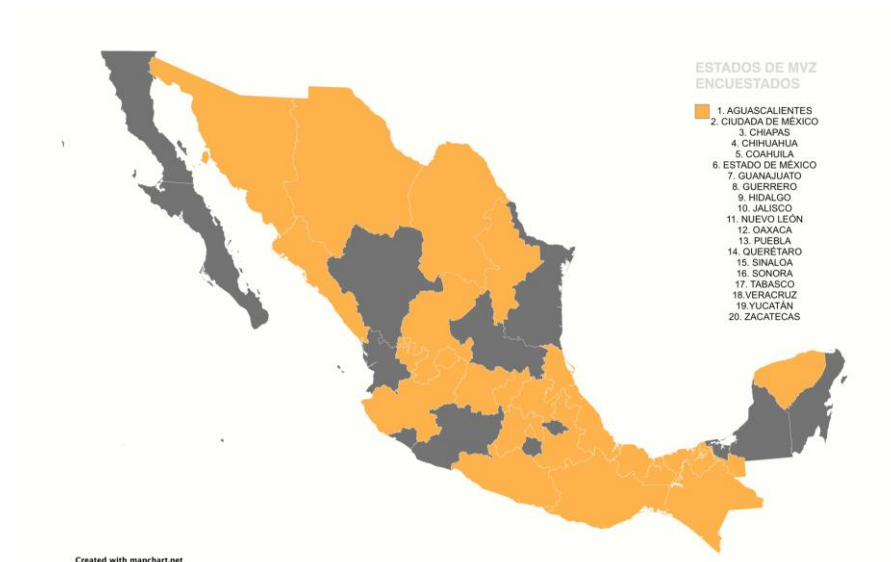 ESTADOS DE MVZ
ENCUESTADOS
1. AGUASCALIENTES
2. CIUDADA DE MÉXICO
3. CHIAPAS
4. CHIHUAHUA
5. COAHUILA
6. ESTADO DE MÉXICO
7. GUANAJUATO
8. GUERRERO
9. HIDALGO
10. JALISCO
11. NUEVO LEÓN
12. OAXACA
13. PUEBLA
14. QUERÉTARO
15. SINALOA
16. SONORA
17. TABASCO
18.VERACRUZ
19.YUCATÁN
20. ZACATECAS
Created with mapchart.net